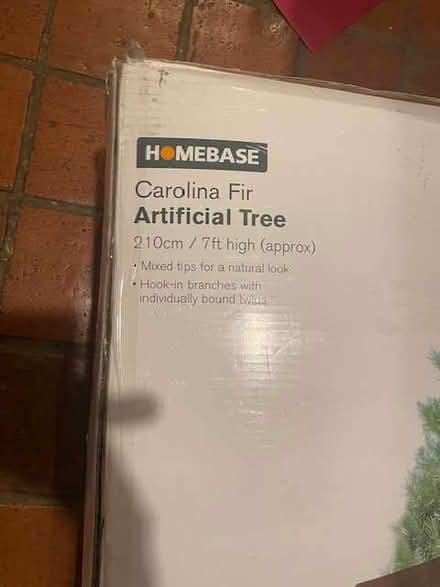 HOMEBASE
Carolina Fir
Artificial Tree
210cm / 7ft high (approx)
• Mixed tips for a natural look
• Hook-in branches with
individually bound twigs